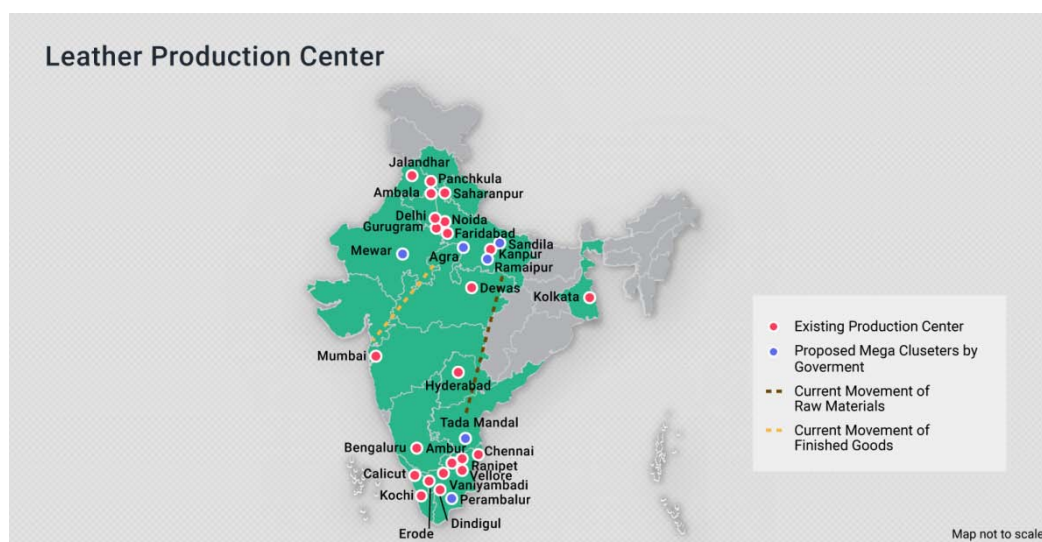 Leather Production Center
Jalandhar
Panchkula
Ambala
Saharanpur
Delhi
Noida
Gurugram
Faridabad
Mewar
Agra
Sandila
Kanpur
Ramaipur
Dewas
Kolkata
Mumbai
Hyderabad
Tada Mandal
Bengaluru
Ambur
Chennai
Ranipet
Vellore
Calicut
Vaniyambadi
Kochi
Perambalur
Erode
Dindigul
Existing Production Center
Proposed Mega Cluseters by
Goverment
Current Movement of
Raw Materials
Current Movement of
Finished Goods
Map not to scale